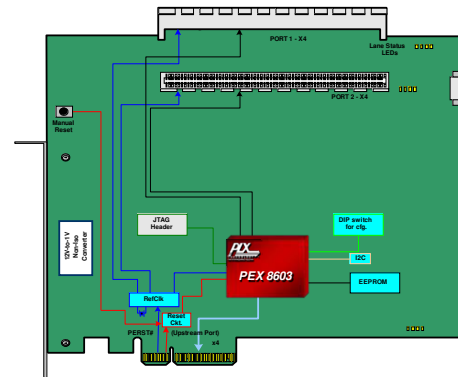 PORT 1 - X4
Lane Status
LEDs
PORT 2 - X4
Manual
Reset
JTAG
Header
DIP switch
for cfg.
12V-to-1V
Non-Iso
Converter
PLX
PEX 8603
I2C
EEPROM
RefClk
Reset
Ckt.
PERST#
(Upstream Port)
x4